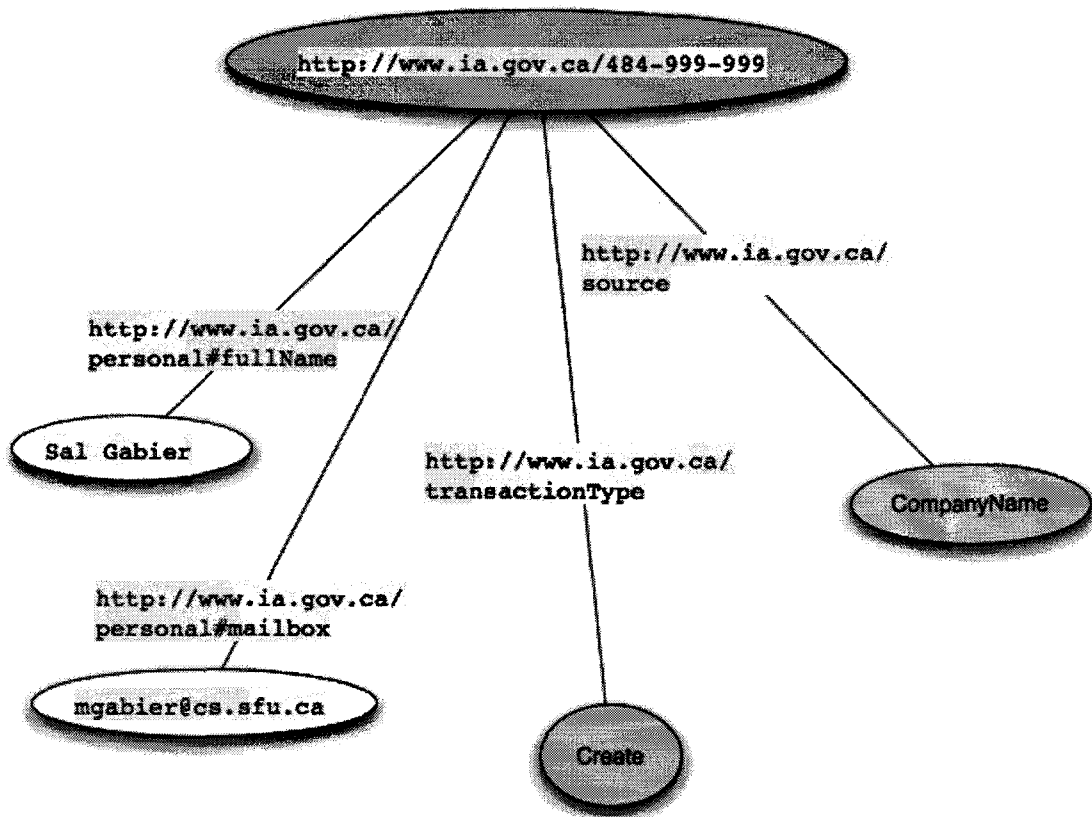 http://www.ia.gov.ca/484-999-999
http://www.ia.gov.ca/
source
http://www.ia.gov.ca/
personal#fullName
Sal Gabier
http://www.ia.gov.ca/
transactionType
CompanyName
http://www.ia.gov.ca/
personal#mailbox
mgabier@cs.sfu.ca
Create